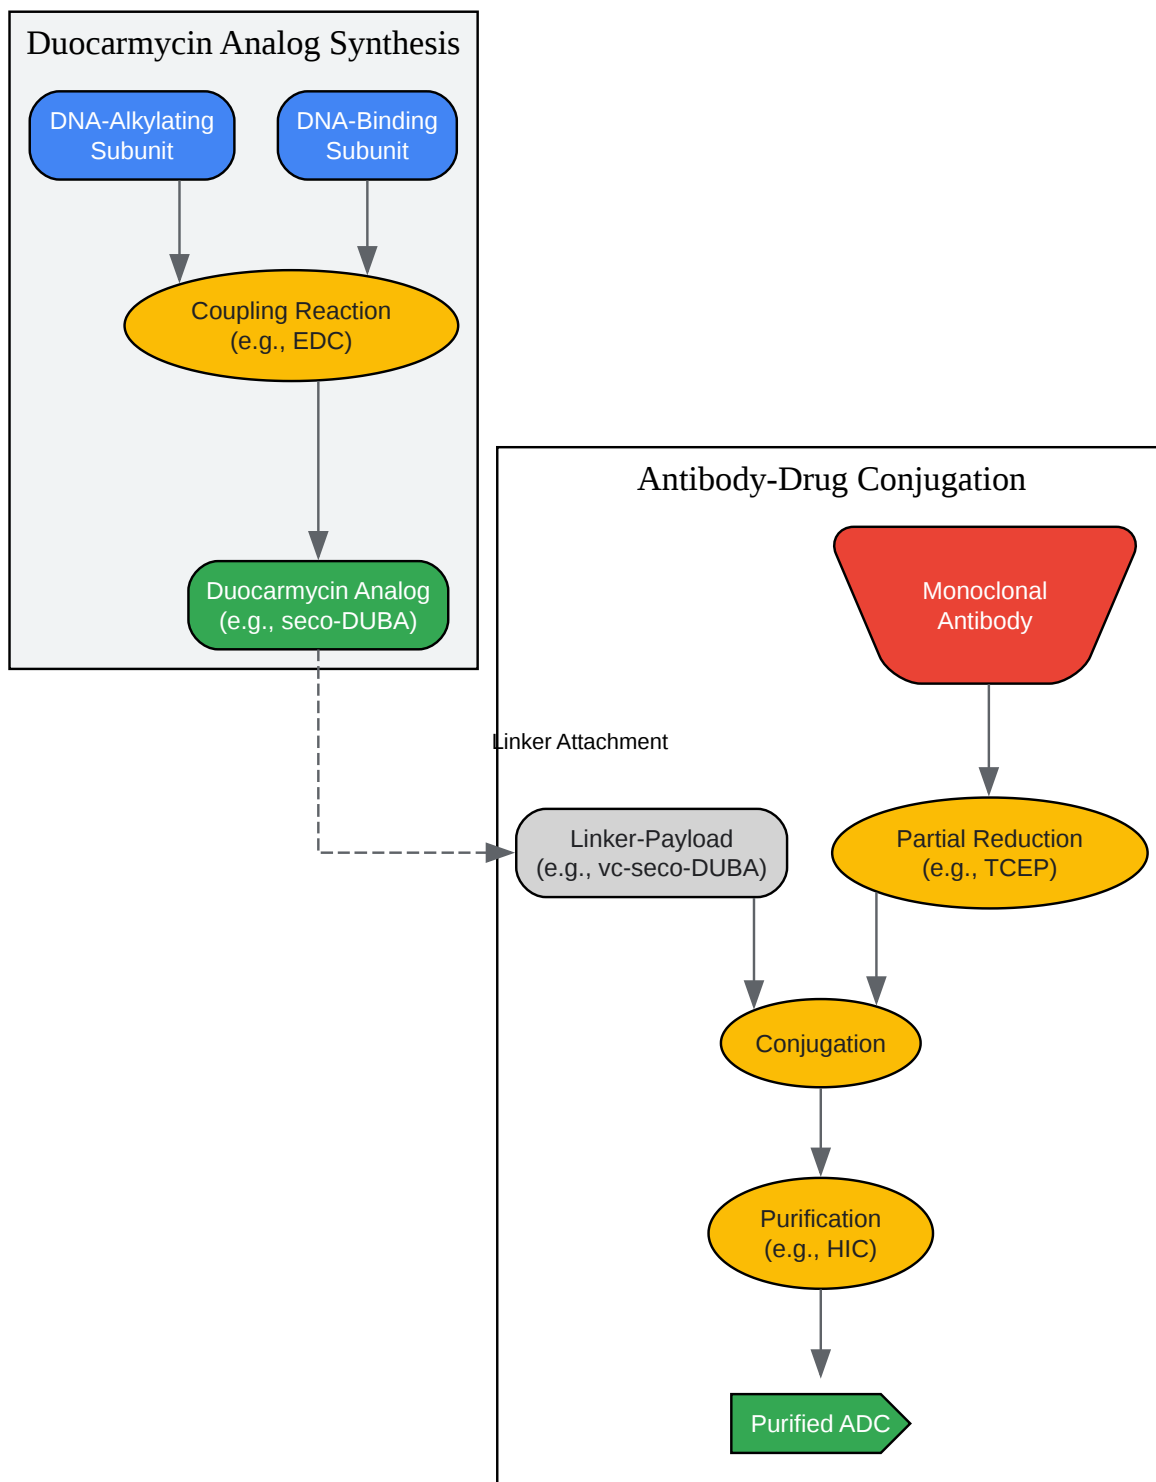 Duocarmycin Analog Synthesis
DNA-Alkylating
Subunit
DNA-Binding
Subunit
Coupling Reaction
(e.g., EDC)
Duocarmycin Analog
(e.g., seco-DUBA)
Antibody-Drug Conjugation
Monoclonal
Antibody
Linker Attachment
Linker-Payload
(e.g., vc-seco-DUBA)
Partial Reduction
(e.g., TCEP)
Conjugation
Purification
(e.g., HIC)
Purified ADC